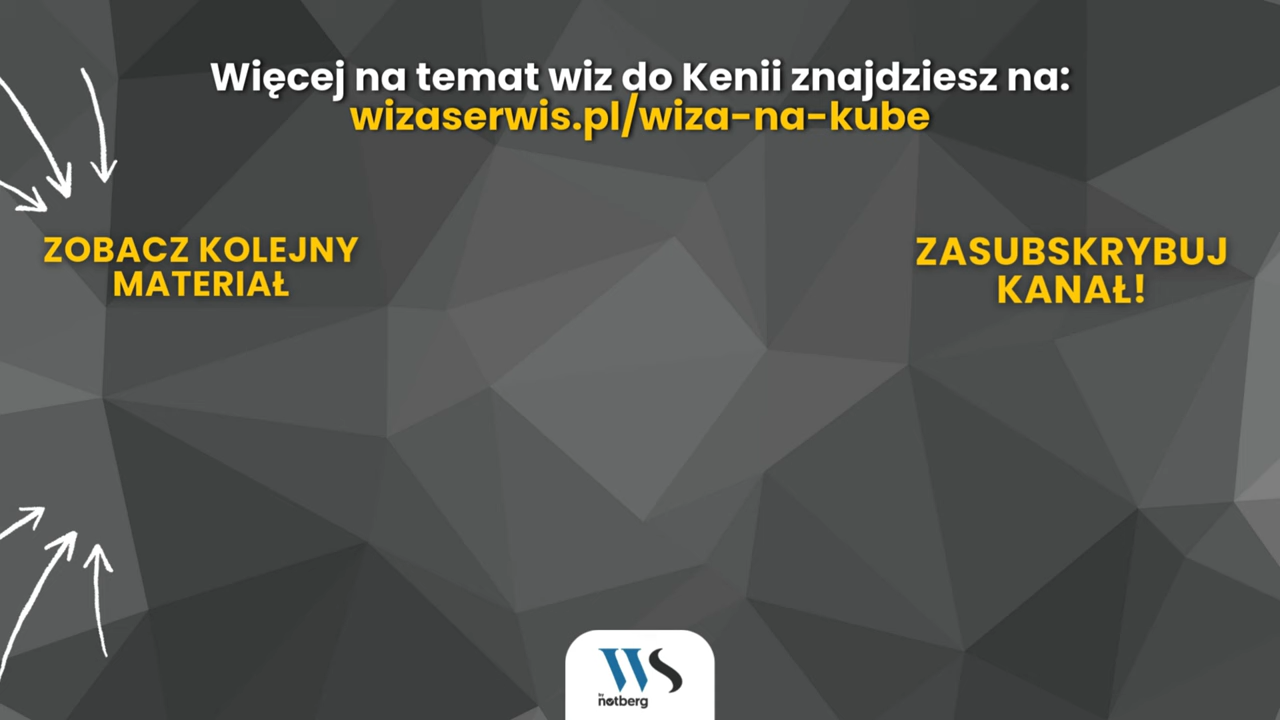 Więcej na temat wiz do Kenii znajdziesz na:
wizaserwis.pl/wiza-na-kube
ZOBACZ KOLEJNY
MATERIAŁ
ZASUBSKRYBUJ
KANAŁ!
WS
by
notberg